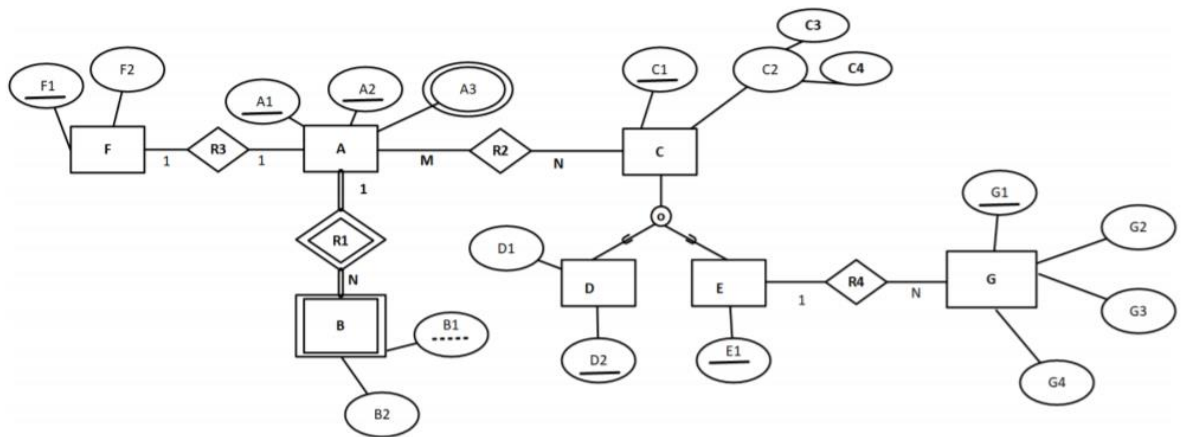 C3
F1
F2
A1
A2
A3
C1
C2
C4
F
1
R3
1
A
M
R2
N
C
1
R1
N
B
B1
B2
o
D1
D
D2
E
E1
1
R4
N
G
G1
G2
G3
G4